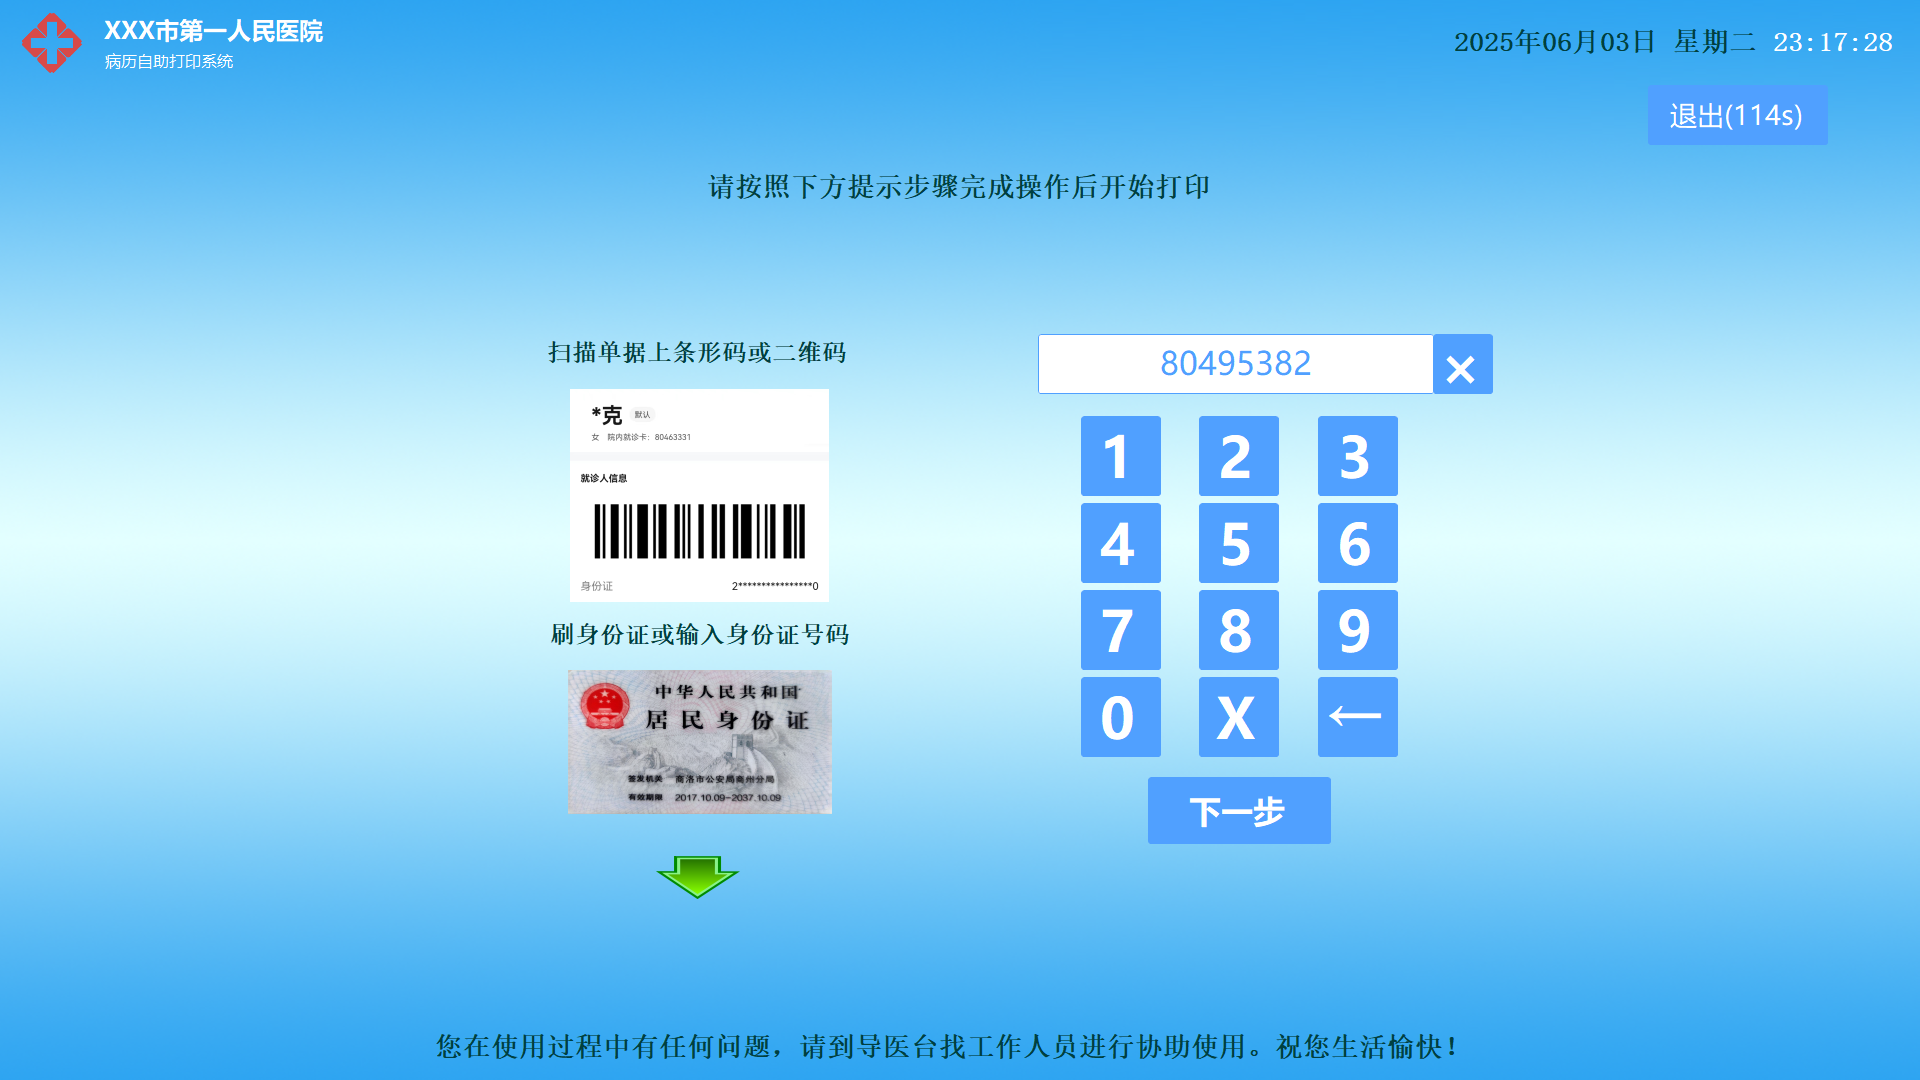 XXX市第一人民医院
病历自助打印系统
2025年06月03日 星期二 23:17:28
退出(114s)
请按照下方提示步骤完成操作后开始打印
扫描单据上条形码或二维码
*克 默认
女 院内就诊卡: 80463331
就诊人信息
身份证 2****************0
刷身份证或输入身份证号码
中华人民共和国
居民身份证
签发机关 商洛市公安局商州分局
有效期限 2017.10.09-2037.10.09
80495382 ×
1 2 3
4 5 6
7 8 9
0 X ←
下一步
您在使用过程中有任何问题，请到导医台找工作人员进行协助使用。祝您生活愉快！